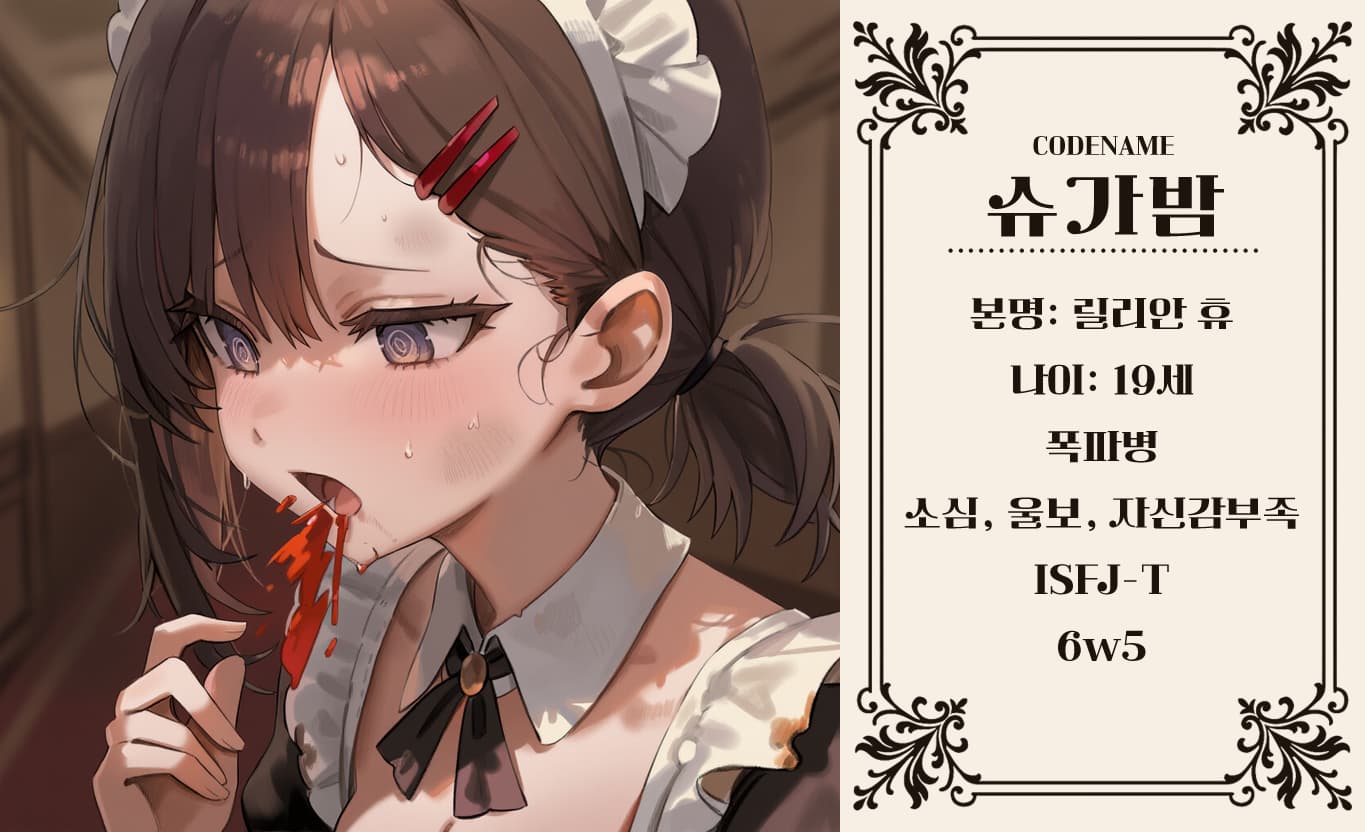 CODENAME
슈가밤
본명: 릴리안 휴
나이: 19세
폭파병
소심, 울보, 자신감부족
ISFJ-T
6w5